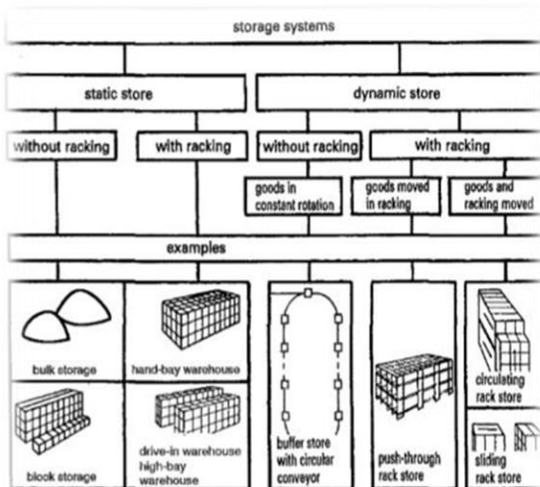 storage systems
static store
dynamic store
without racking
with racking
without racking
with racking
goods in
constant rotation
goods moved
in racking
goods and
racking moved
examples
bulk storage
hand-bay warehouse
block storage
drive-in warehouse
high-bay
warehouse
buffer store
with circular
conveyor
push-through
rack store
circulating
rack store
sliding
rack store